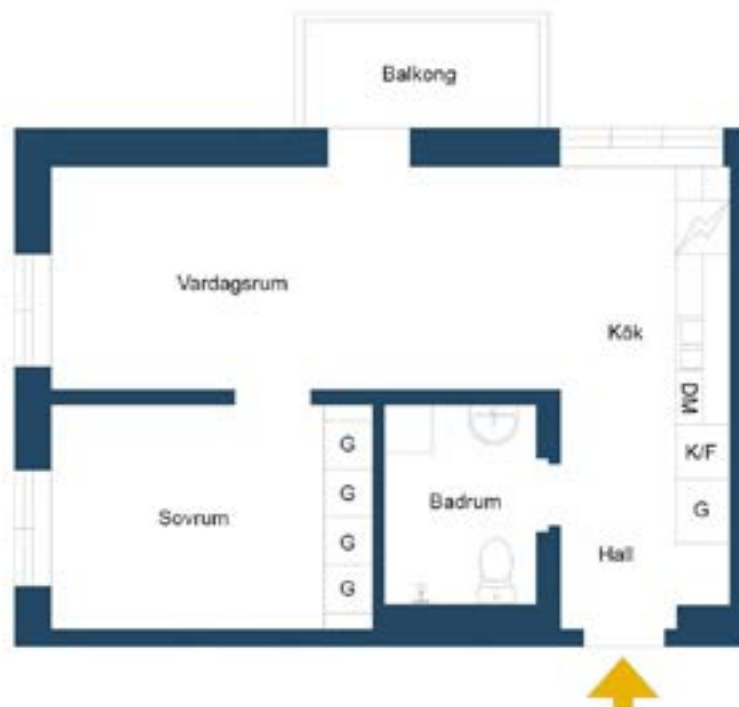 Balkong
Vardagsrum
Kök
DM
K/F
G
G
G
G
G
Sovrum
Badrum
Hall